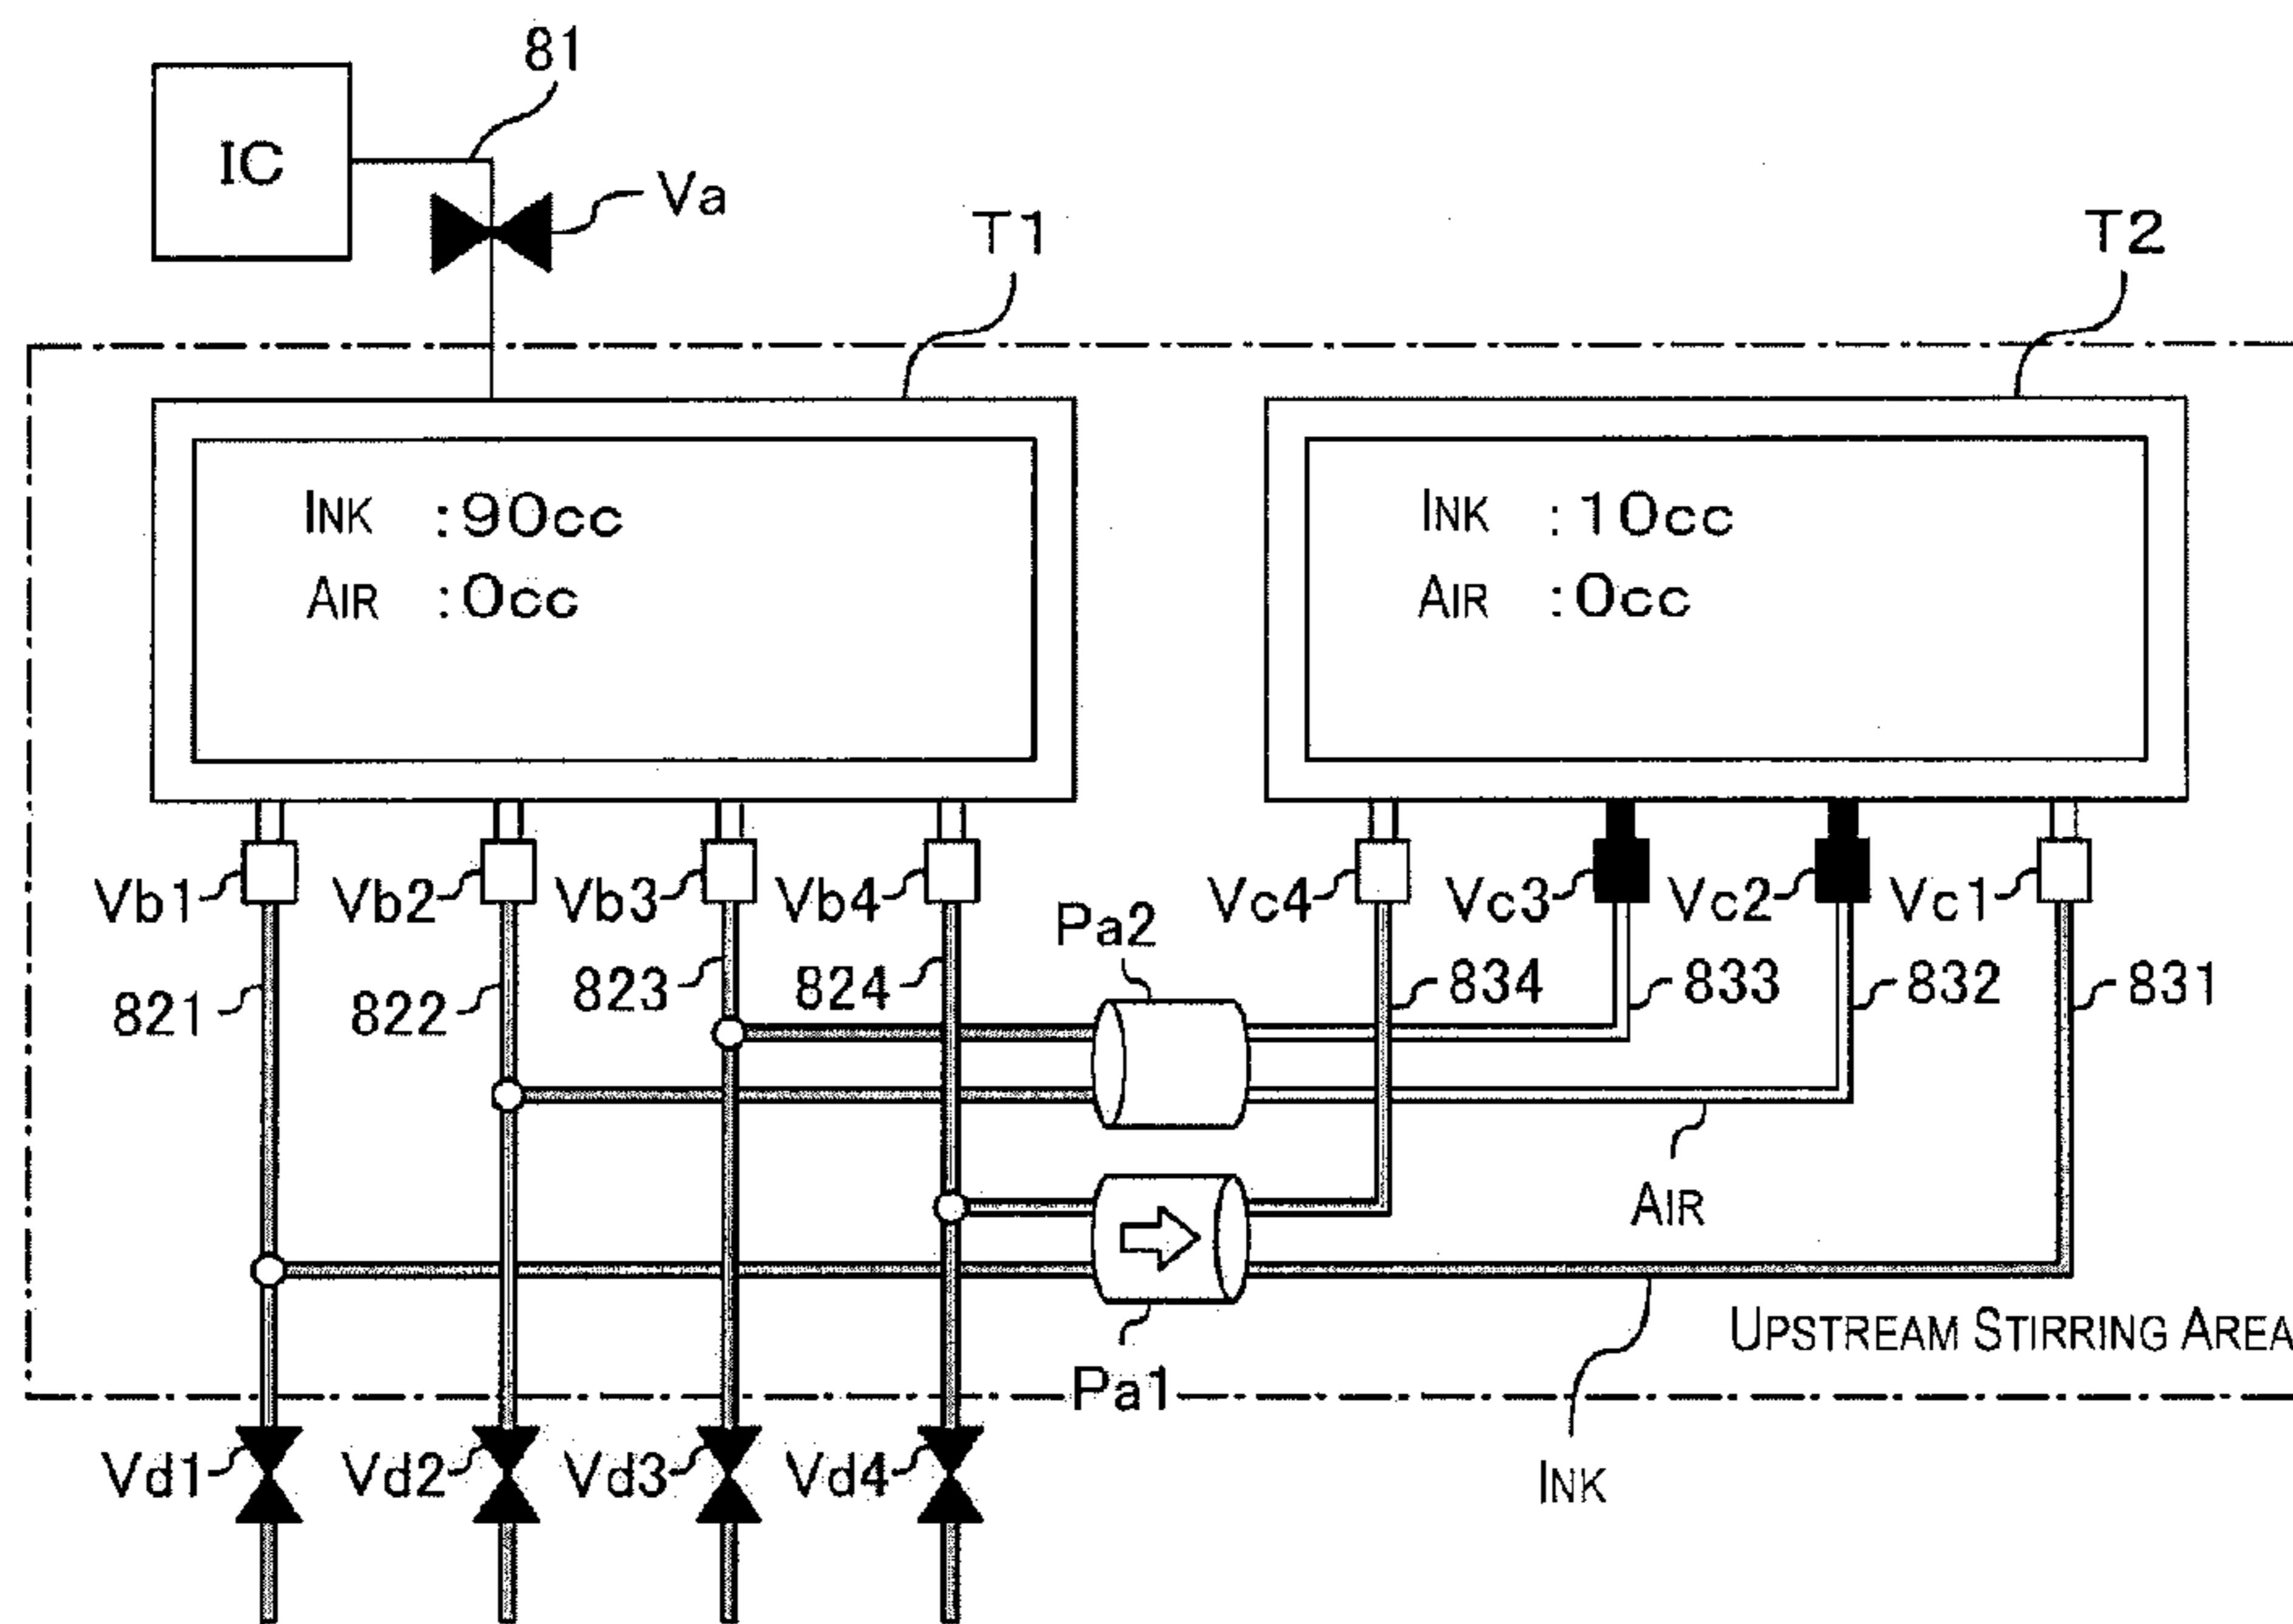 81
IC
Va
T1
T2
INK :90cc
AIR :0cc
INK :10cc
AIR :0cc
Vb1
Vb2
Vb3
Vb4
Vc4
Vc3
Vc2
Vc1
Pa2
821
822
823
824
834
833
832
831
AIR
UPSTREAM STIRRING AREA
Pa1
Vd1
Vd2
Vd3
Vd4
INK